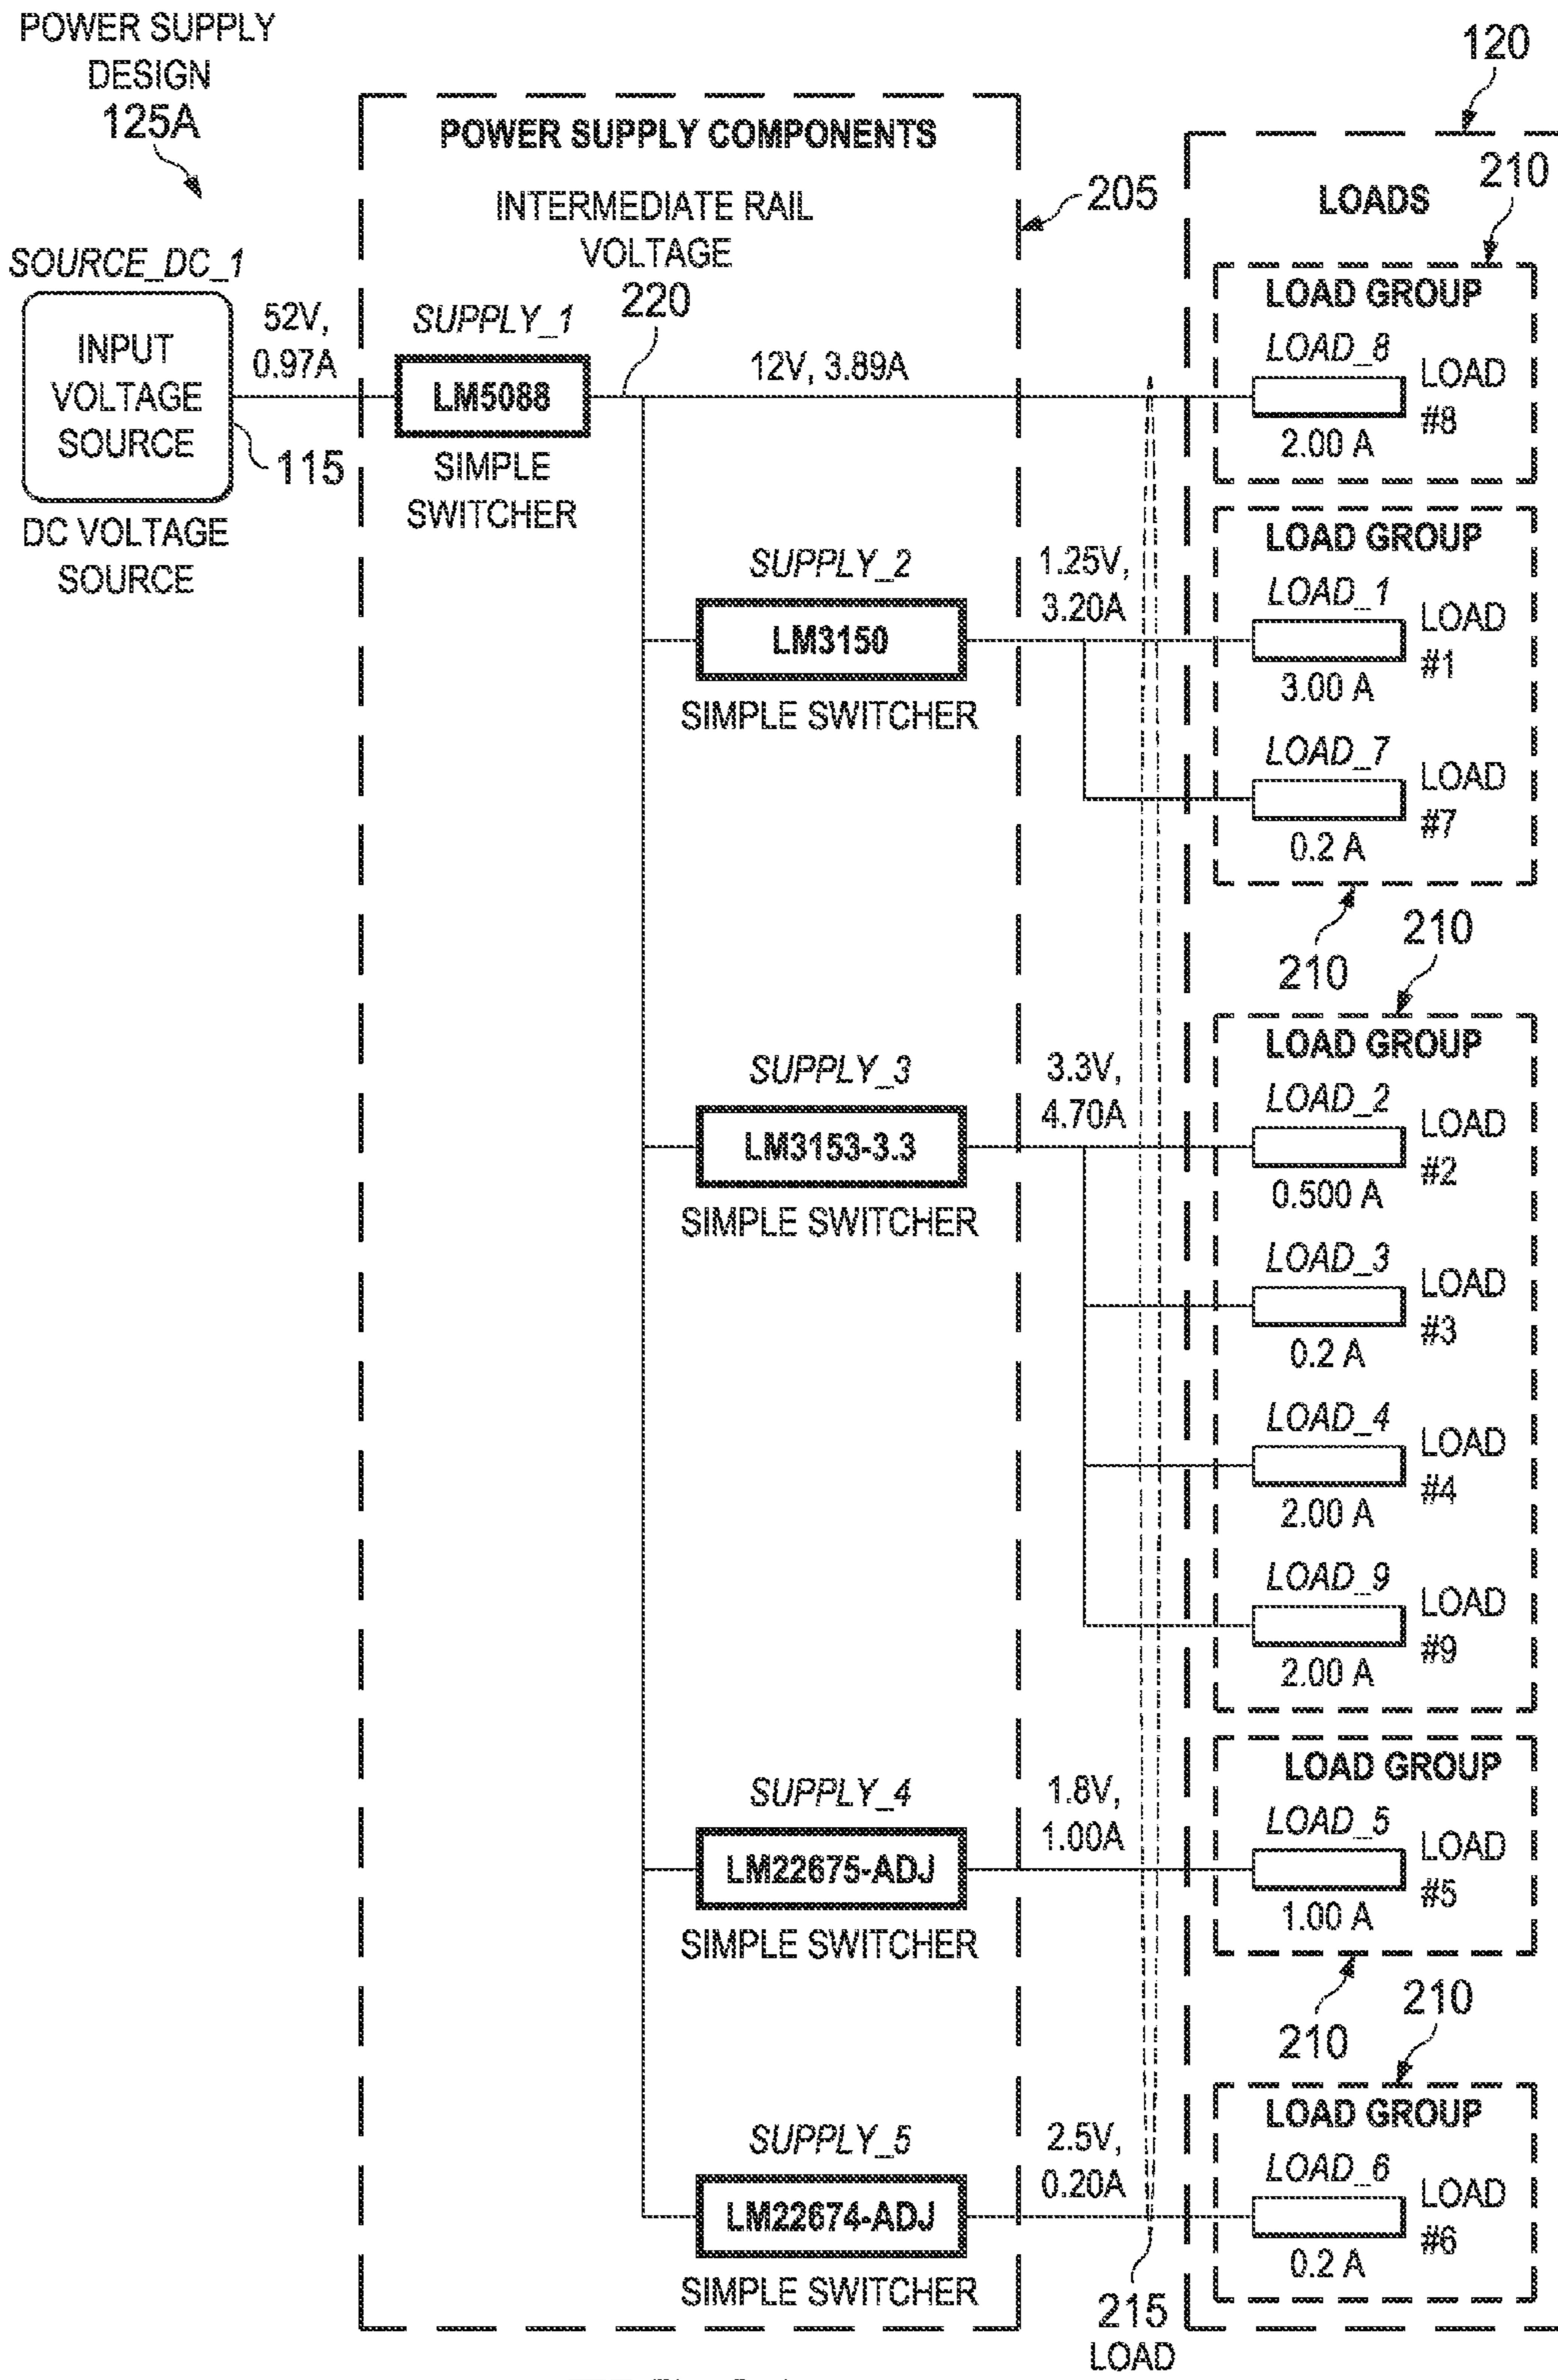 POWER SUPPLY
DESIGN
125A
SOURCE_DC_1
INPUT
VOLTAGE
SOURCE
115
DC VOLTAGE
SOURCE
52V,
0.97A
POWER SUPPLY COMPONENTS
205
INTERMEDIATE RAIL
VOLTAGE
220
SUPPLY_1
LM5088
SIMPLE
SWITCHER
12V, 3.89A
SUPPLY_2
LM3150
SIMPLE SWITCHER
1.25V,
3.20A
SUPPLY_3
LM3153-3.3
SIMPLE SWITCHER
3.3V,
4.70A
SUPPLY_4
LM22675-ADJ
SIMPLE SWITCHER
1.8V,
1.00A
SUPPLY_5
LM22674-ADJ
SIMPLE SWITCHER
2.5V,
0.20A
215
LOAD
120
LOADS
210
LOAD GROUP
LOAD_8
LOAD
#8
2.00 A
LOAD GROUP
LOAD_1
LOAD
#1
3.00 A
LOAD_7
LOAD
#7
0.2 A
210
210
LOAD GROUP
LOAD_2
LOAD
#2
0.500 A
LOAD_3
LOAD
#3
0.2 A
LOAD_4
LOAD
#4
2.00 A
LOAD_9
LOAD
#9
2.00 A
LOAD GROUP
LOAD_5
LOAD
#5
1.00 A
210
210
LOAD GROUP
LOAD_6
LOAD
#6
0.2 A